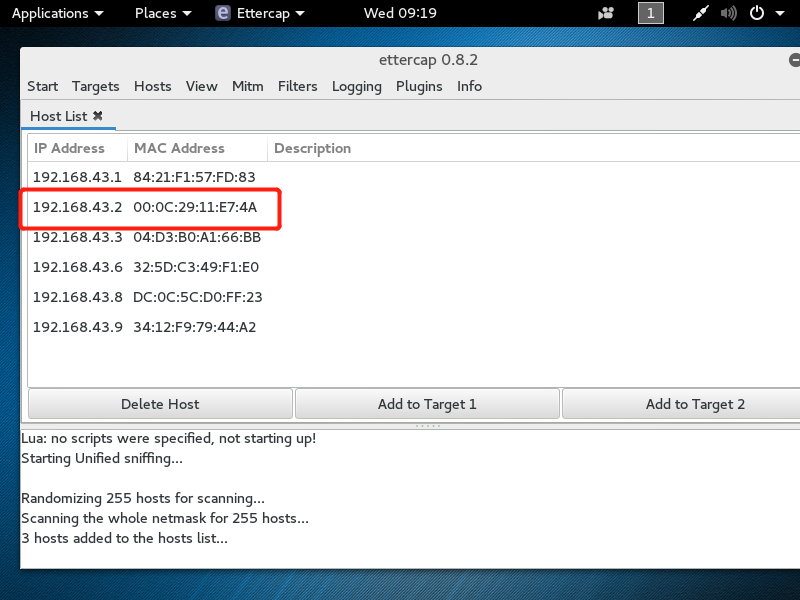 Applications Places Ettercap Wed 09:19 1
ettercap 0.8.2
Start Targets Hosts View Mitm Filters Logging Plugins Info
Host List
IP Address MAC Address Description
192.168.43.1 84:21:F1:57:FD:83
192.168.43.2 00:0C:29:11:E7:4A
192.168.43.3 04:D3:B0:A1:66:BB
192.168.43.6 32:5D:C3:49:F1:E0
192.168.43.8 DC:0C:5C:D0:FF:23
192.168.43.9 34:12:F9:79:44:A2
Delete Host Add to Target 1 Add to Target 2
Lua: no scripts were specified, not starting up!
Starting Unified sniffing...
Randomizing 255 hosts for scanning...
Scanning the whole netmask for 255 hosts...
3 hosts added to the hosts list...